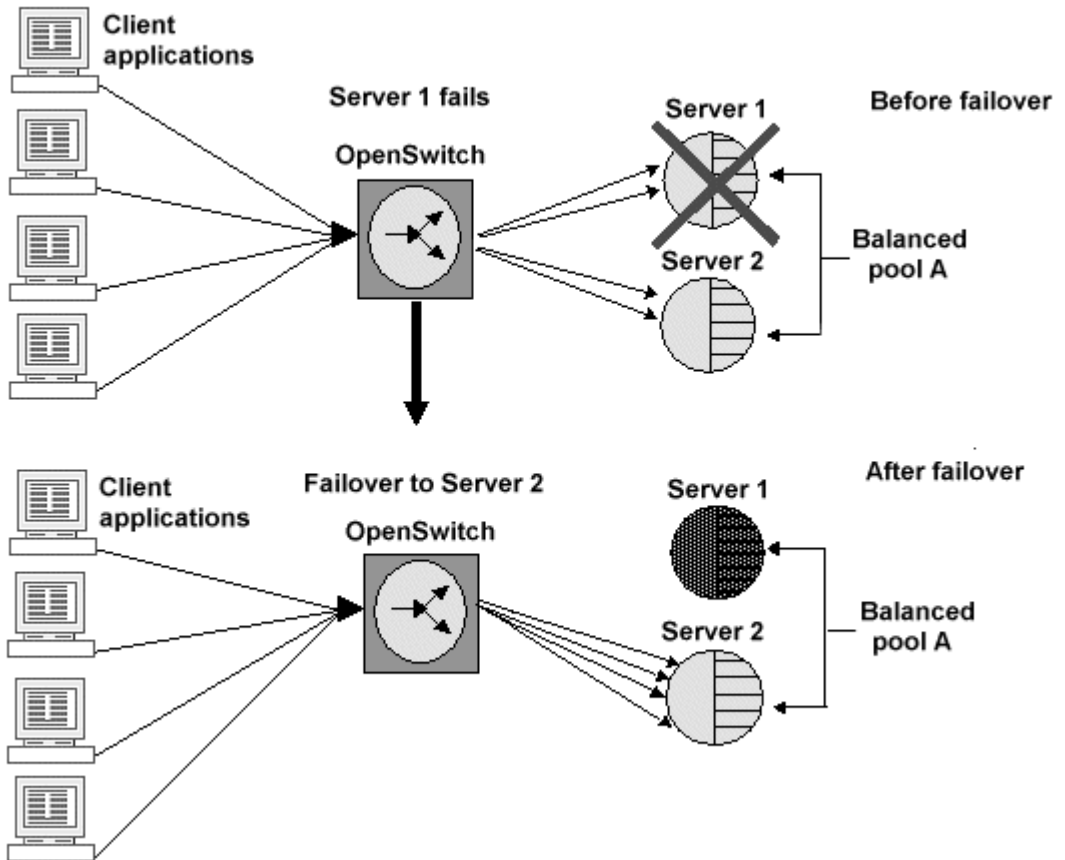 Client
applications
Server 1 fails
OpenSwitch
Server 1
Before failover
Server 2
Balanced
pool A
Client
applications
Failover to Server 2
OpenSwitch
Server 1
After failover
Server 2
Balanced
pool A